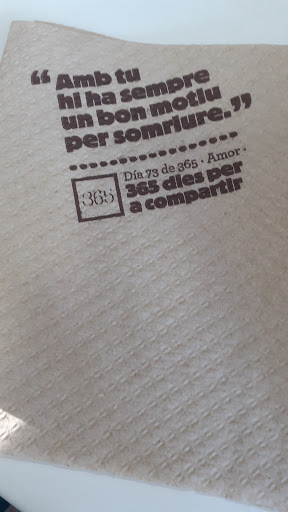 “Amb tu
hi ha sempre
un bon motiu
per somriure.”
365
Día 73 de 365 · Amor ·
365 dies per
a compartir